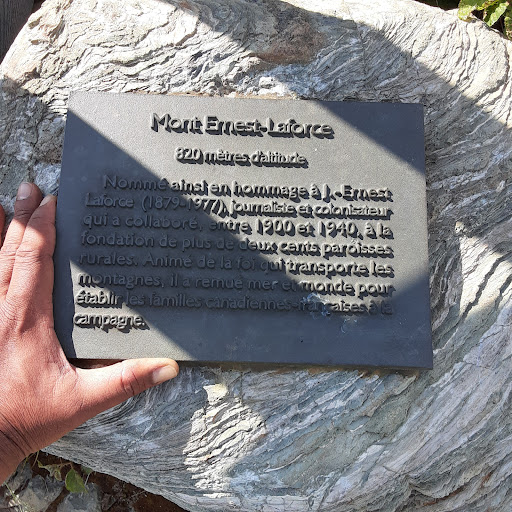 Mont Ernest-Laforce
820 mètres d'altitude
Nommé ainsi en hommage à J.-Ernest
Laforce (1879-1977), journaliste et colonisateur
qui a collaboré, entre 1900 et 1940, à la
fondation de plus de deux cents paroisses
rurales. Animé de la foi qui transporte les
montagnes, il a remué mer et monde pour
établir les familles canadiennes-françaises à la
campagne.